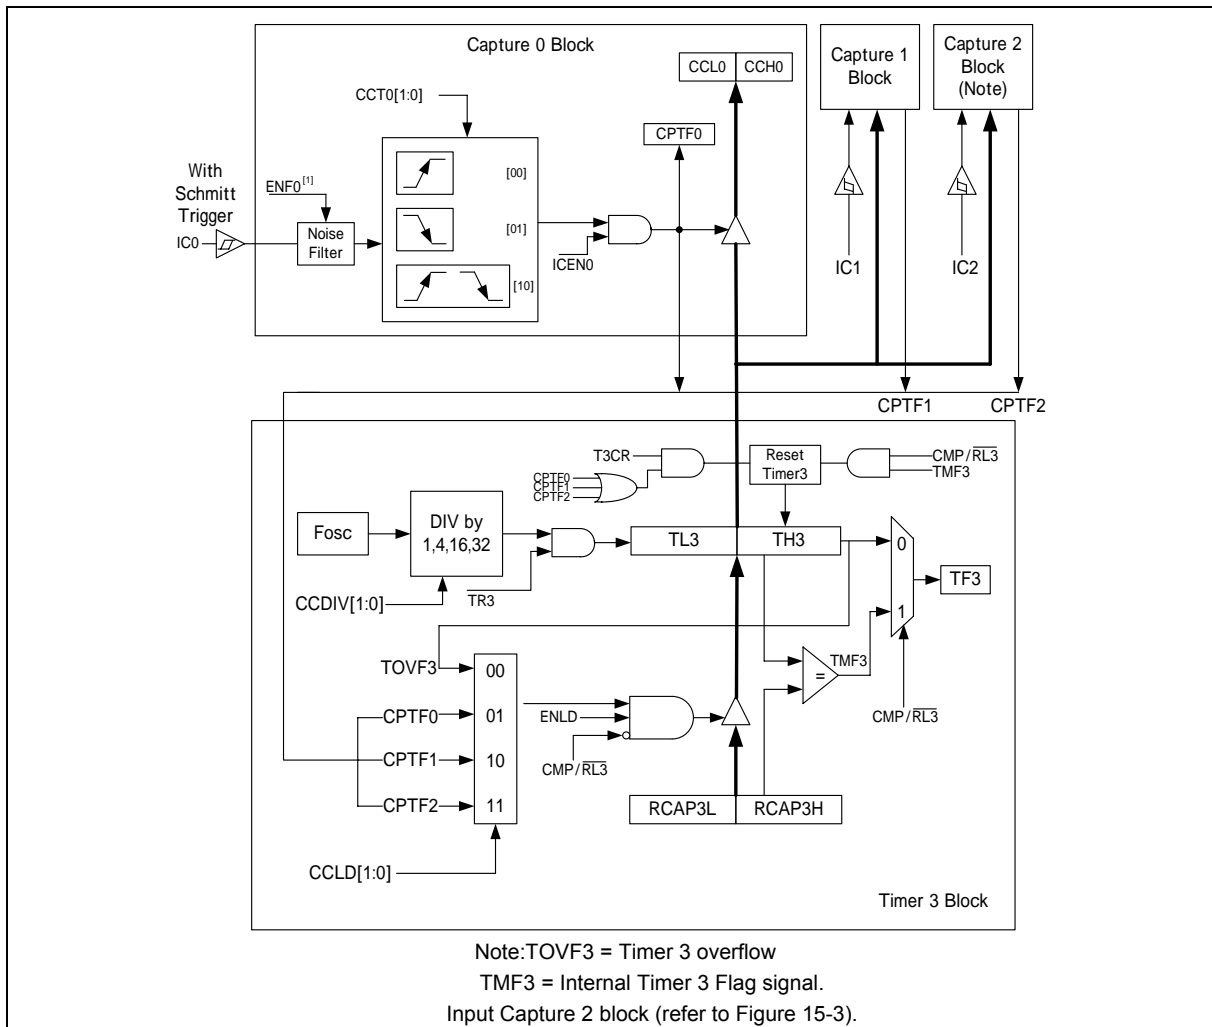 Capture 0 Block
CCL0 CCH0
Capture 1
Block
Capture 2
Block
(Note)
CCT0[1:0]
CPTF0
With
Schmitt
Trigger
ENF0[1]
[00]
IC0
Noise
Filter
[01]
ICEN0
[10]
IC1
IC2
CPTF1
CPTF2
T3CR
CPTF0
CPTF1
CPTF2
Reset
Timer3
CMP/RL3
TMF3
Fosc
DIV by
1,4,16,32
TL3
TH3
0
TF3
TR3
CCDIV[1:0]
1
TOVF3
00
TMF3
=
CPTF0
01
ENLD
CMP/RL3
CPTF1
10
CMP/RL3
CPTF2
11
RCAP3L
RCAP3H
CCLD[1:0]
Timer 3 Block
Note:TOVF3 = Timer 3 overflow
TMF3 = Internal Timer 3 Flag signal.
Input Capture 2 block (refer to Figure 15-3).